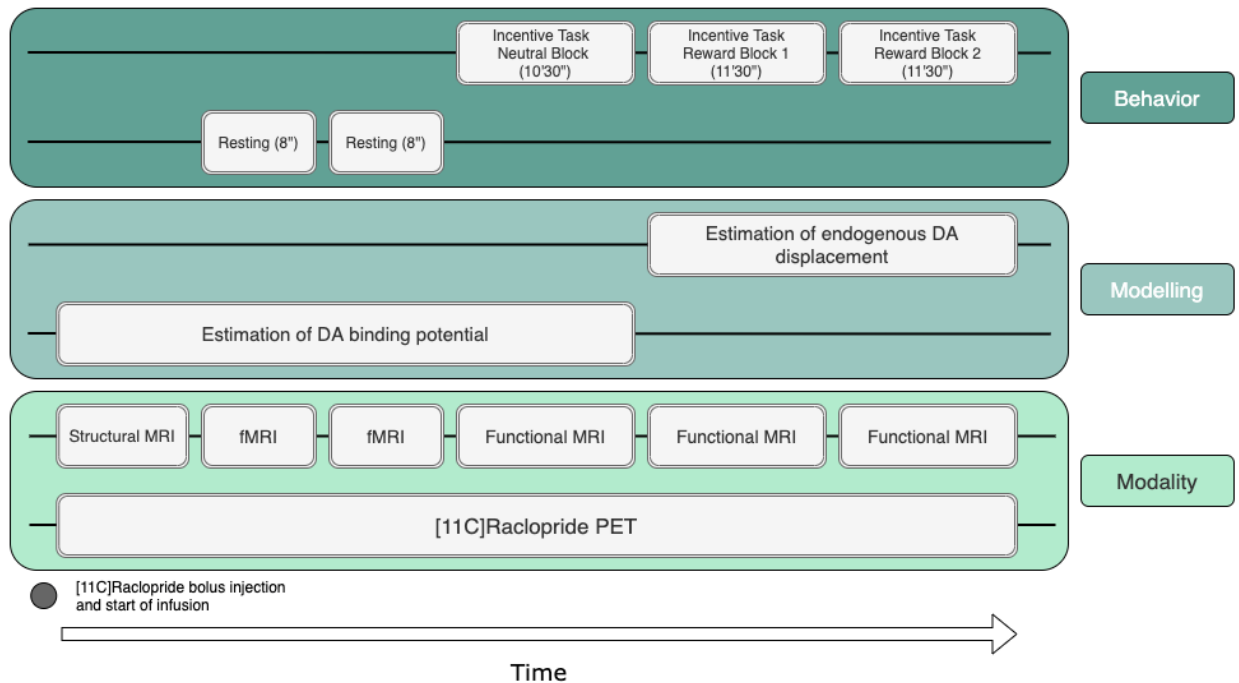 Incentive Task
Neutral Block
(10'30")
Incentive Task
Reward Block 1
(11'30")
Incentive Task
Reward Block 2
(11'30")
Behavior
Resting (8")
Resting (8")
Estimation of endogenous DA
displacement
Modelling
Estimation of DA binding potential
Structural MRI
fMRI
fMRI
Functional MRI
Functional MRI
Functional MRI
Modality
[11C]Raclopride PET
[11C]Raclopride bolus injection
and start of infusion
Time